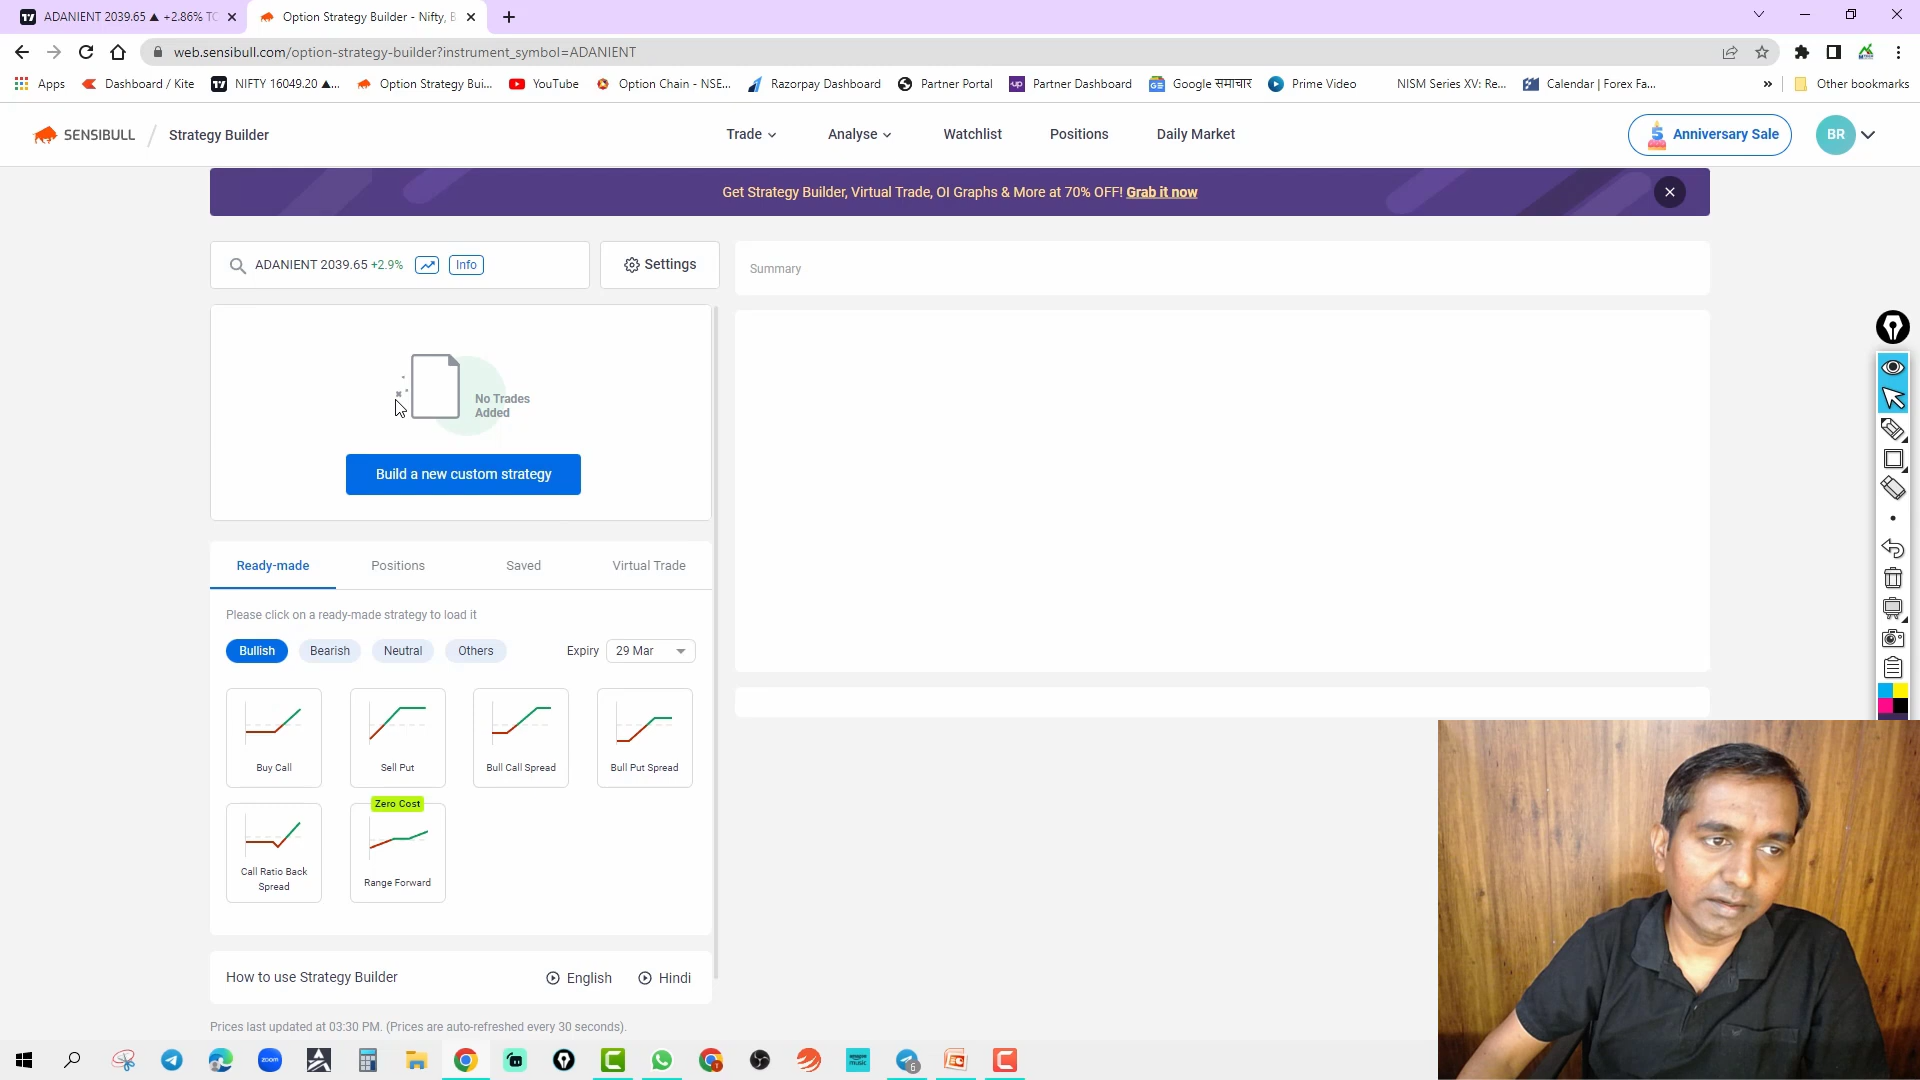 ADANIENT 2039.65 ▲ +2.86% TC
Option Strategy Builder - Nifty, B
web.sensibull.com/option-strategy-builder?instrument_symbol=ADANIENT
Apps
Dashboard / Kite
NIFTY 16049.20 ▲...
Option Strategy Bui...
YouTube
Option Chain - NSE...
Razorpay Dashboard
Partner Portal
Partner Dashboard
Google समाचार
Prime Video
NISM Series XV: Re...
Calendar | Forex Fa...
»
Other bookmarks
SENSIBULL / Strategy Builder
Trade
Analyse
Watchlist
Positions
Daily Market
5 Anniversary Sale
BR
Get Strategy Builder, Virtual Trade, OI Graphs & More at 70% OFF! Grab it now
ADANIENT 2039.65 +2.9%
Info
Settings
Summary
No Trades
Added
Build a new custom strategy
Ready-made
Positions
Saved
Virtual Trade
Please click on a ready-made strategy to load it
Bullish
Bearish
Neutral
Others
Expiry
29 Mar
Buy Call
Sell Put
Bull Call Spread
Bull Put Spread
Zero Cost
Call Ratio Back
Spread
Range Forward
How to use Strategy Builder
English
Hindi
Prices last updated at 03:30 PM. (Prices are auto-refreshed every 30 seconds).
zoom
amazon
music
6